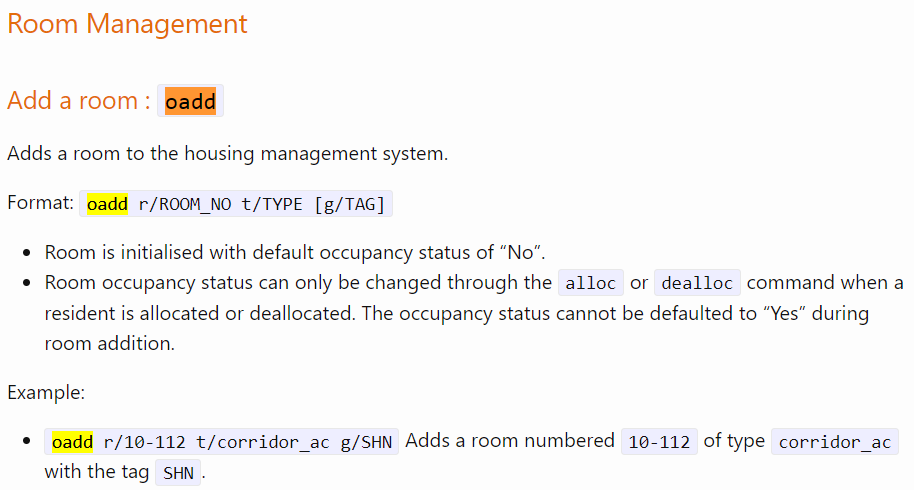 Room Management
Add a room : oadd
Adds a room to the housing management system.
Format: oadd r/ROOM_NO t/TYPE [g/TAG]
• Room is initialised with default occupancy status of “No”.
• Room occupancy status can only be changed through the alloc or dealloc command when a
resident is allocated or deallocated. The occupancy status cannot be defaulted to “Yes” during
room addition.
Example:
• oadd r/10-112 t/corridor_ac g/SHN Adds a room numbered 10-112 of type corridor_ac
with the tag SHN.